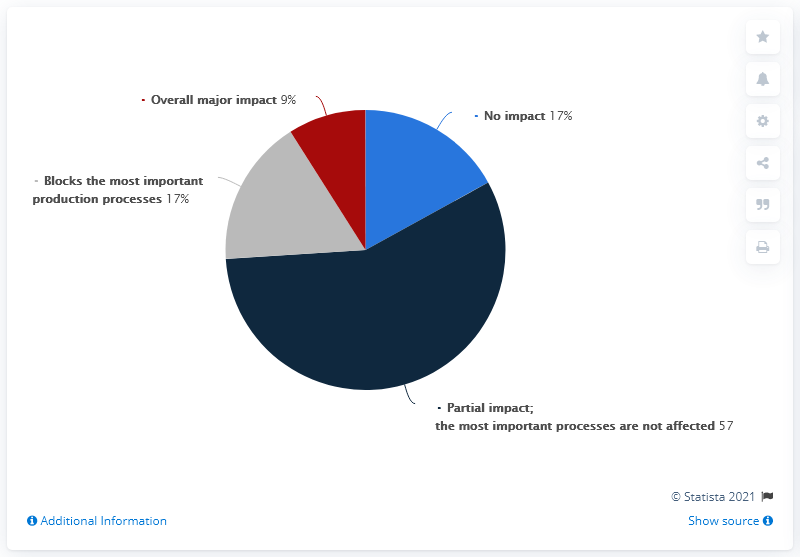 - Overall major impact 9%
- No impact 17%
- Blocks the most important
production processes 17%
- Partial impact;
the most important processes are not affected 57
© Statista 2021
Additional Information
Show source